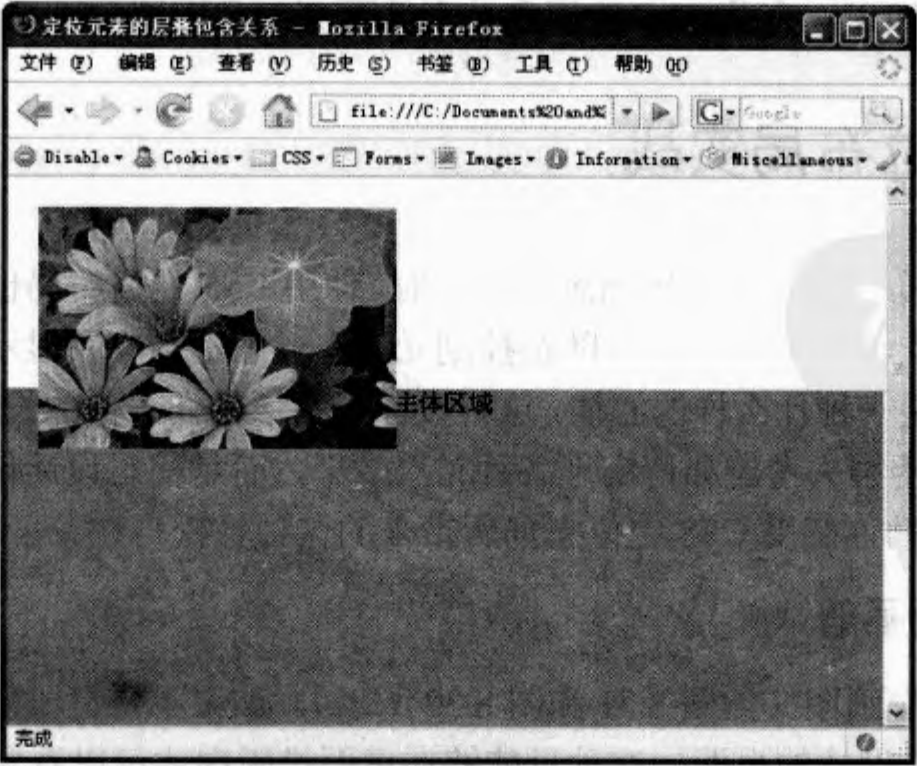 定位元素的层叠包含关系 - Mozilla Firefox
文件 (F) 编辑 (E) 查看 (V) 历史 (S) 书签 (B) 工具 (T) 帮助 (H)
file:///C:/Documents%20and% G Google
Disable Cookies CSS Forms Images Information Miscellaneous
主体区域
完成